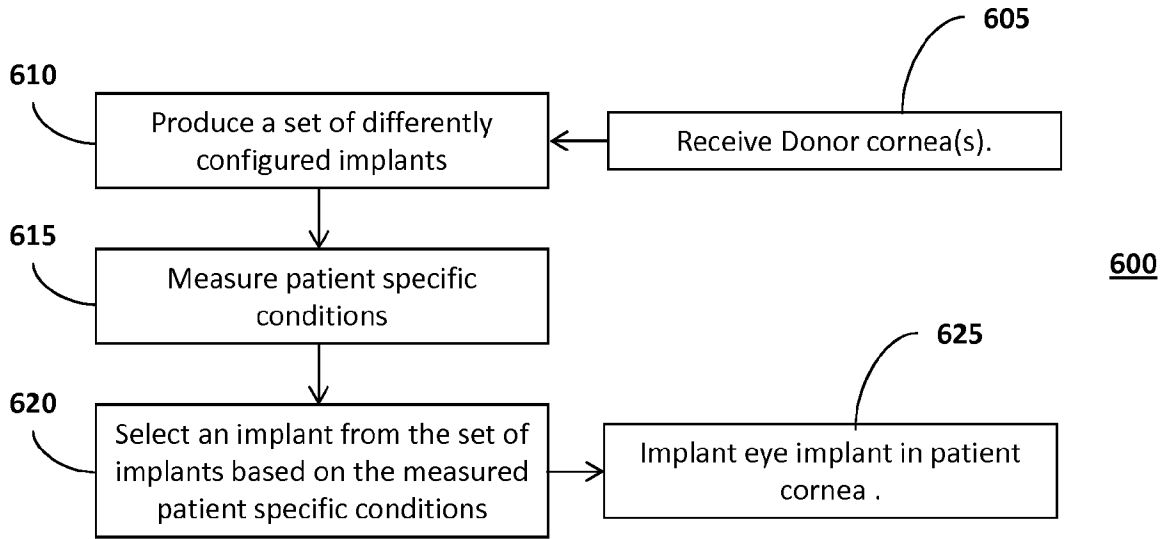 605
Receive Donor cornea(s).
610
Produce a set of differently
configured implants
615
Measure patient specific
conditions
600
620
Select an implant from the set of
implants based on the measured
patient specific conditions
625
Implant eye implant in patient
cornea .